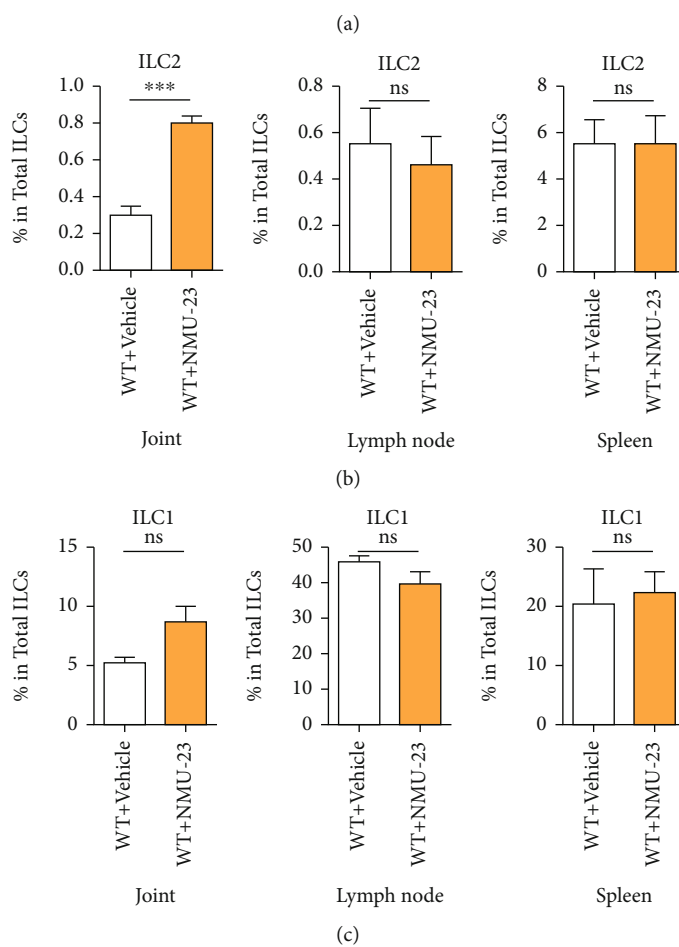 (a)
ILC2
***
% in Total ILCs
1.0
0.8
0.6
0.4
0.2
0.0
WT+Vehicle
WT+NMU-23
Joint
ILC2
ns
% in Total ILCs
0.8
0.6
0.4
0.2
0.0
WT+Vehicle
WT+NMU-23
Lymph node
ILC2
ns
% in Total ILCs
8
6
4
2
0
WT+Vehicle
WT+NMU-23
Spleen
(b)
ILC1
ns
% in Total ILCs
15
10
5
0
WT+Vehicle
WT+NMU-23
Joint
ILC1
ns
% in Total ILCs
50
40
30
20
10
0
WT+Vehicle
WT+NMU-23
Lymph node
ILC1
ns
% in Total ILCs
30
20
10
0
WT+Vehicle
WT+NMU-23
Spleen
(c)